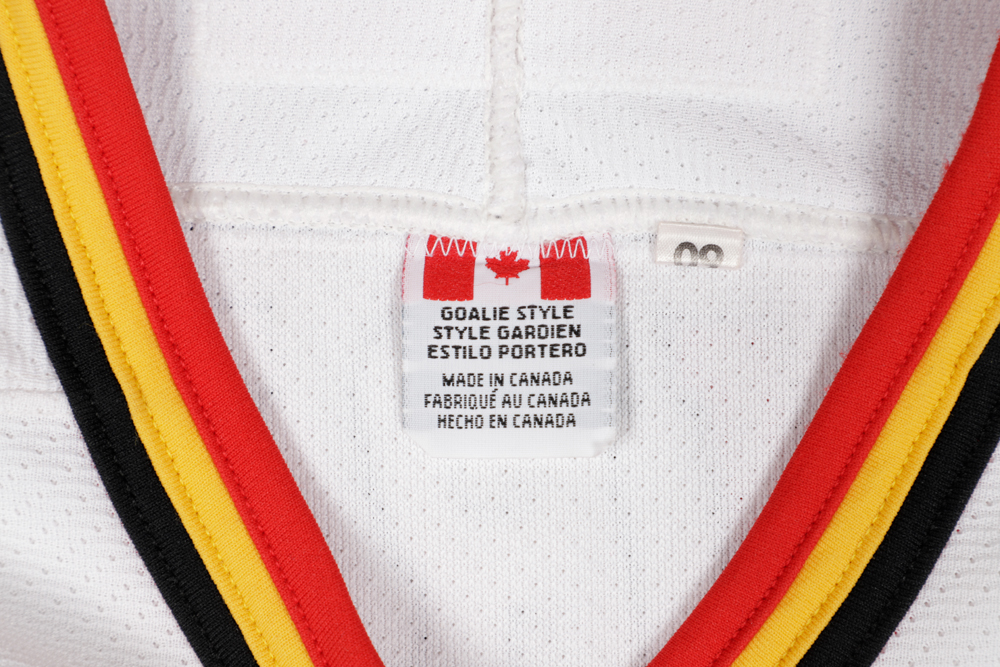 GOALIE STYLE
STYLE GARDIEN
ESTILO PORTERO
MADE IN CANADA
FABRIQUÉ AU CANADA
HECHO EN CANADA